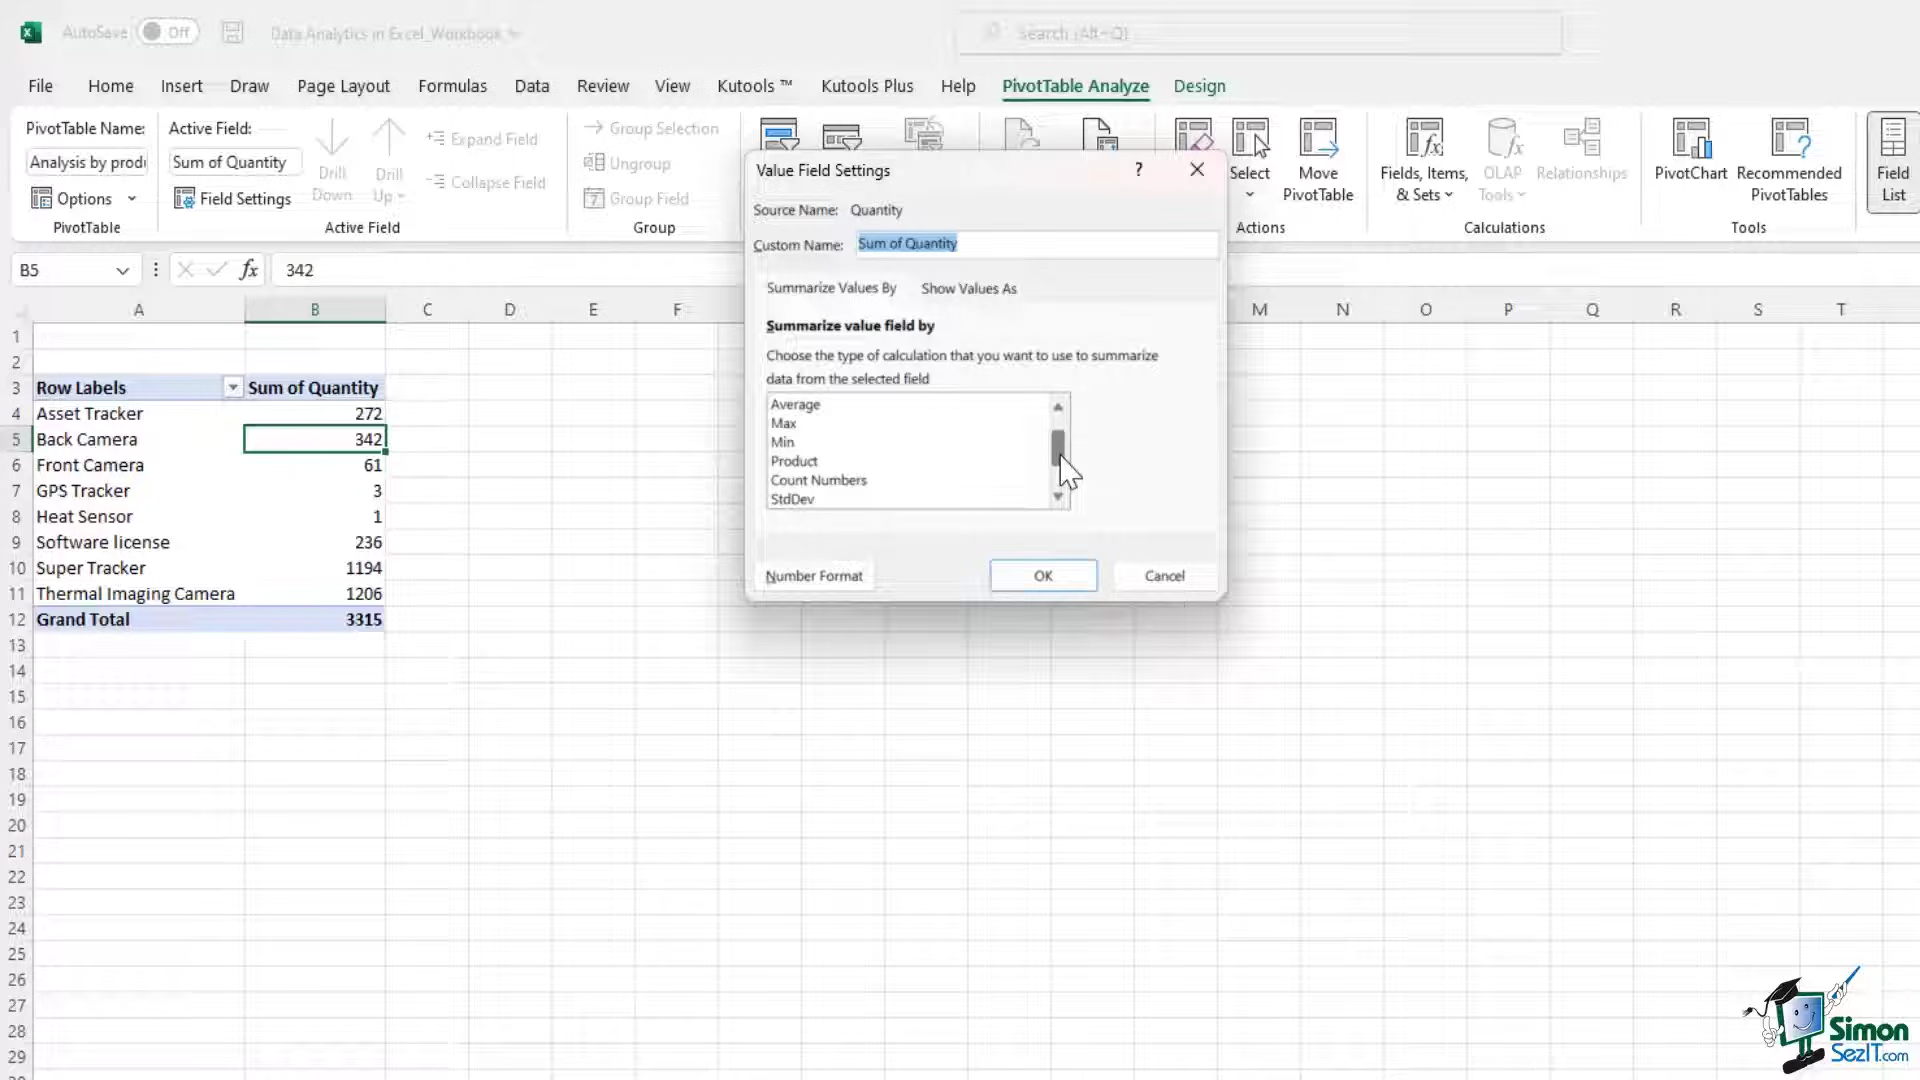 AutoSave Off Data Analytics in Excel_Workbook Search (Alt+Q)
File Home Insert Draw Page Layout Formulas Data Review View Kutools ™ Kutools Plus Help PivotTable Analyze Design
PivotTable Name: Active Field:
Analysis by prod Sum of Quantity
Options Field Settings
Drill Down
Drill Up
Expand Field
Collapse Field
Group Selection
Ungroup
Group Field
Select
Move PivotTable
Fields, Items, & Sets
OLAP Tools
Relationships
PivotChart
Recommended PivotTables
Field List
PivotTable Active Field Group Actions Calculations Tools
B5 fx 342
Value Field Settings ?
Source Name: Quantity
Custom Name: Sum of Quantity
Summarize Values By Show Values As
Summarize value field by
Choose the type of calculation that you want to use to summarize
data from the selected field
Average
Max
Min
Product
Count Numbers
StdDev
Number Format OK Cancel
A B C D E F M N O P Q R S T
1
2
3 Row Labels Sum of Quantity
4 Asset Tracker 272
5 Back Camera 342
6 Front Camera 61
7 GPS Tracker 3
8 Heat Sensor 1
9 Software license 236
10 Super Tracker 1194
11 Thermal Imaging Camera 1206
12 Grand Total 3315
13
14
15
16
17
18
19
20
21
22
23
24
25
26
27
28
29
Simon
SezIT.com